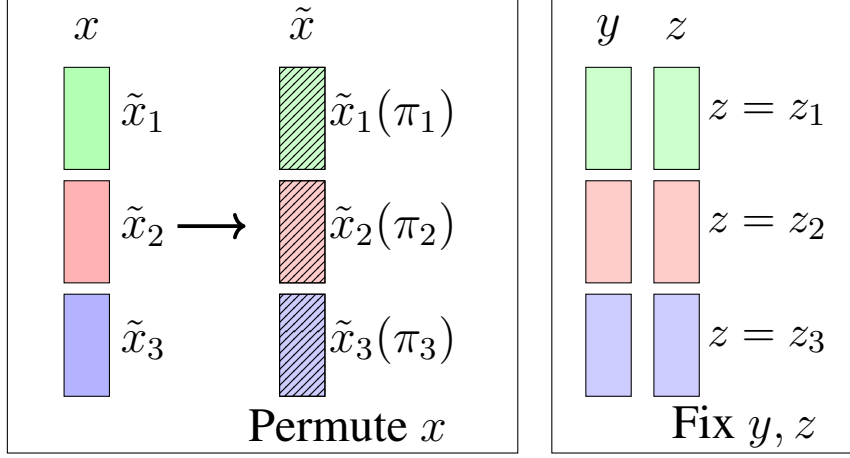 x x̃ y z
x̃₁ x̃₁(π₁) z = z₁
x̃₂ x̃₂(π₂) z = z₂
x̃₃ x̃₃(π₃) z = z₃
Permute x Fix y, z